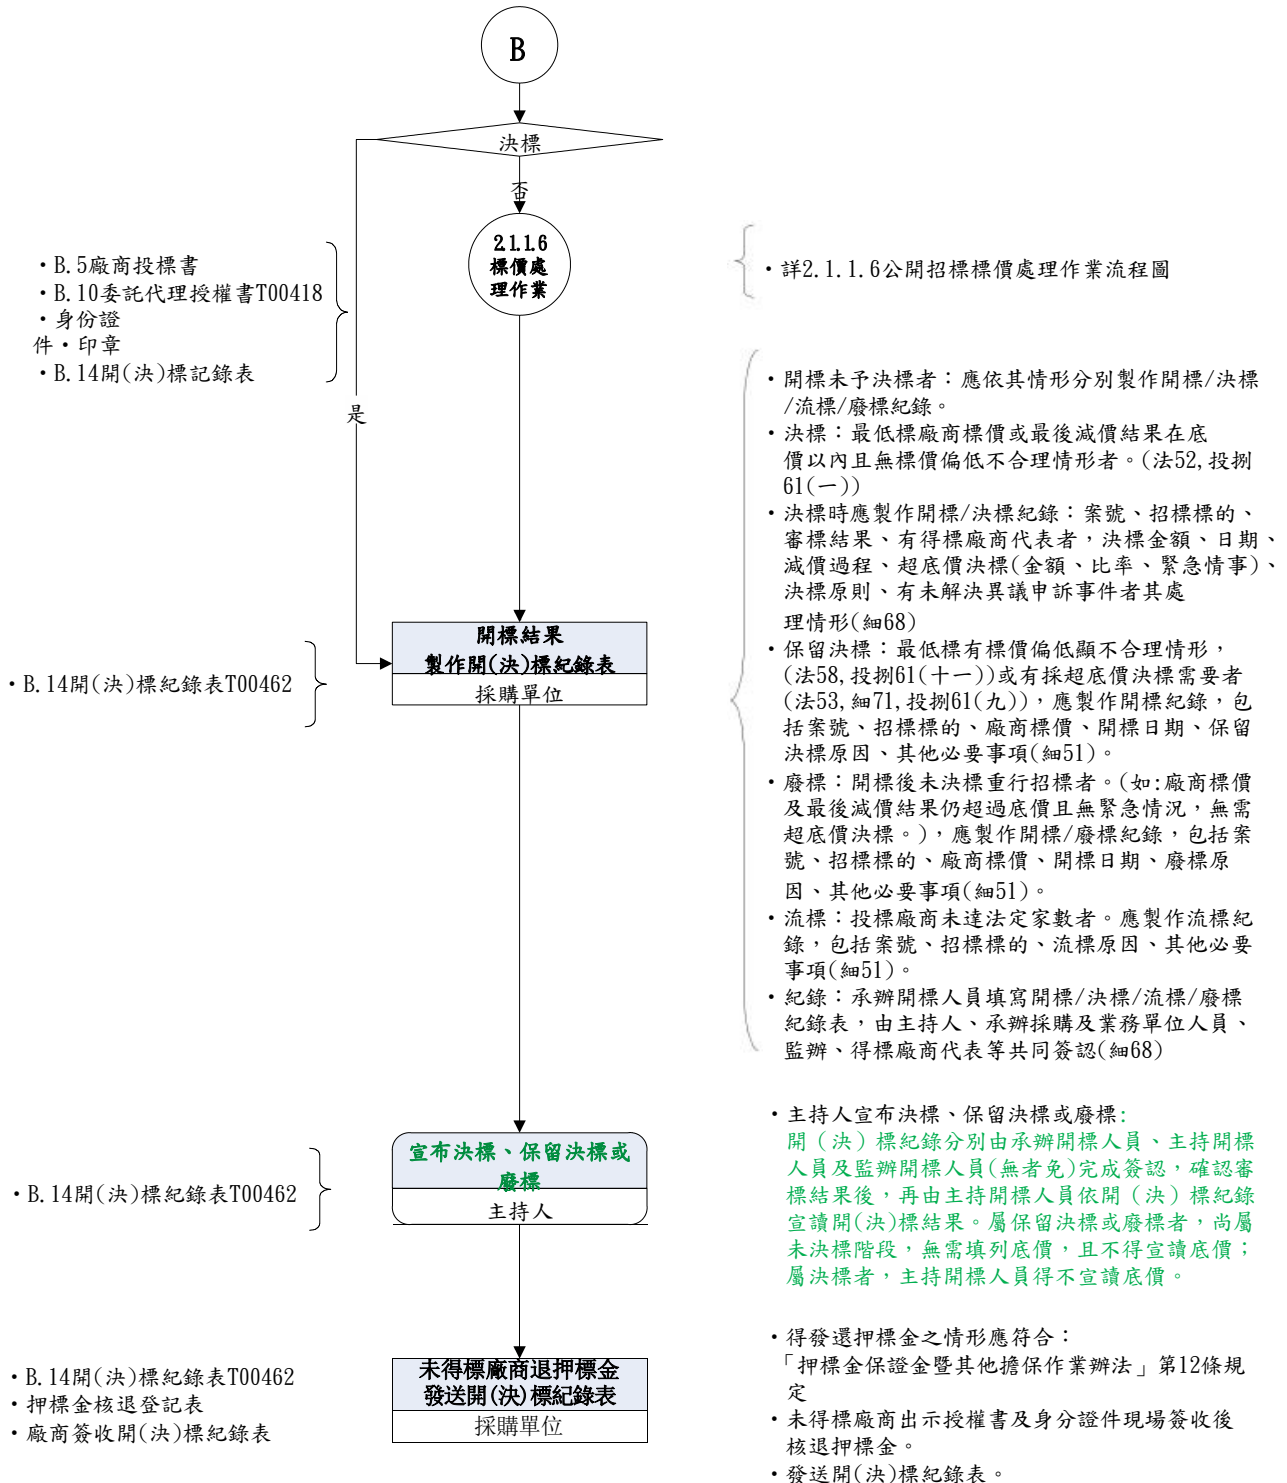 B
決標
否
2.1.1.6
標價處
理作業
・詳2.1.1.6公開招標標價處理作業流程圖
・B.5廠商投標書
・B.10委託代理授權書T00418
・身份證
件・印章
・B.14開(決)標記錄表
是
・開標未予決標者：應依其情形分別製作開標/決標
/流標/廢標紀錄。
・決標：最低標廠商標價或最後減價結果在底
價以內且無標價偏低不合理情形者。(法52,投捌
61(一))
・決標時應製作開標/決標紀錄：案號、招標標的、
審標結果、有得標廠商代表者，決標金額、日期、
減價過程、超底價決標(金額、比率、緊急情事)、
決標原則、有未解決異議申訴事件者其處
理情形(細68)
・保留決標：最低標有標價偏低顯不合理情形，
(法58,投捌61(十一))或有採超底價決標需要者
(法53,細71,投捌61(九))，應製作開標紀錄，包
括案號、招標標的、廠商標價、開標日期、保留
決標原因、其他必要事項(細51)。
・廢標：開標後未決標重行招標者。(如:廠商標價
及最後減價結果仍超過底價且無緊急情況，無需
超底價決標。)，應製作開標/廢標紀錄，包括案
號、招標標的、廠商標價、開標日期、廢標原
因、其他必要事項(細51)。
・流標：投標廠商未達法定家數者。應製作流標紀
錄，包括案號、招標標的、流標原因、其他必要
事項(細51)。
・紀錄：承辦開標人員填寫開標/決標/流標/廢標
紀錄表，由主持人、承辦採購及業務單位人員、
監辦、得標廠商代表等共同簽認(細68)
開標結果
製作開(決)標紀錄表
採購單位
・B.14開(決)標紀錄表T00462
・主持人宣布決標、保留決標或廢標:
開（決）標紀錄分別由承辦開標人員、主持開標
人員及監辦開標人員(無者免)完成簽認，確認審
標結果後，再由主持開標人員依開（決）標紀錄
宣讀開(決)標結果。屬保留決標或廢標者，尚屬
未決標階段，無需填列底價，且不得宣讀底價；
屬決標者，主持開標人員得不宣讀底價。
宣布決標、保留決標或
廢標
主持人
・B.14開(決)標紀錄表T00462
・得發還押標金之情形應符合：
「押標金保證金暨其他擔保作業辦法」第12條規
定
・未得標廠商出示授權書及身分證件現場簽收後
核退押標金。
・發送開(決)標紀錄表。
未得標廠商退押標金
發送開(決)標紀錄表
採購單位
・B.14開(決)標紀錄表T00462
・押標金核退登記表
・廠商簽收開(決)標紀錄表